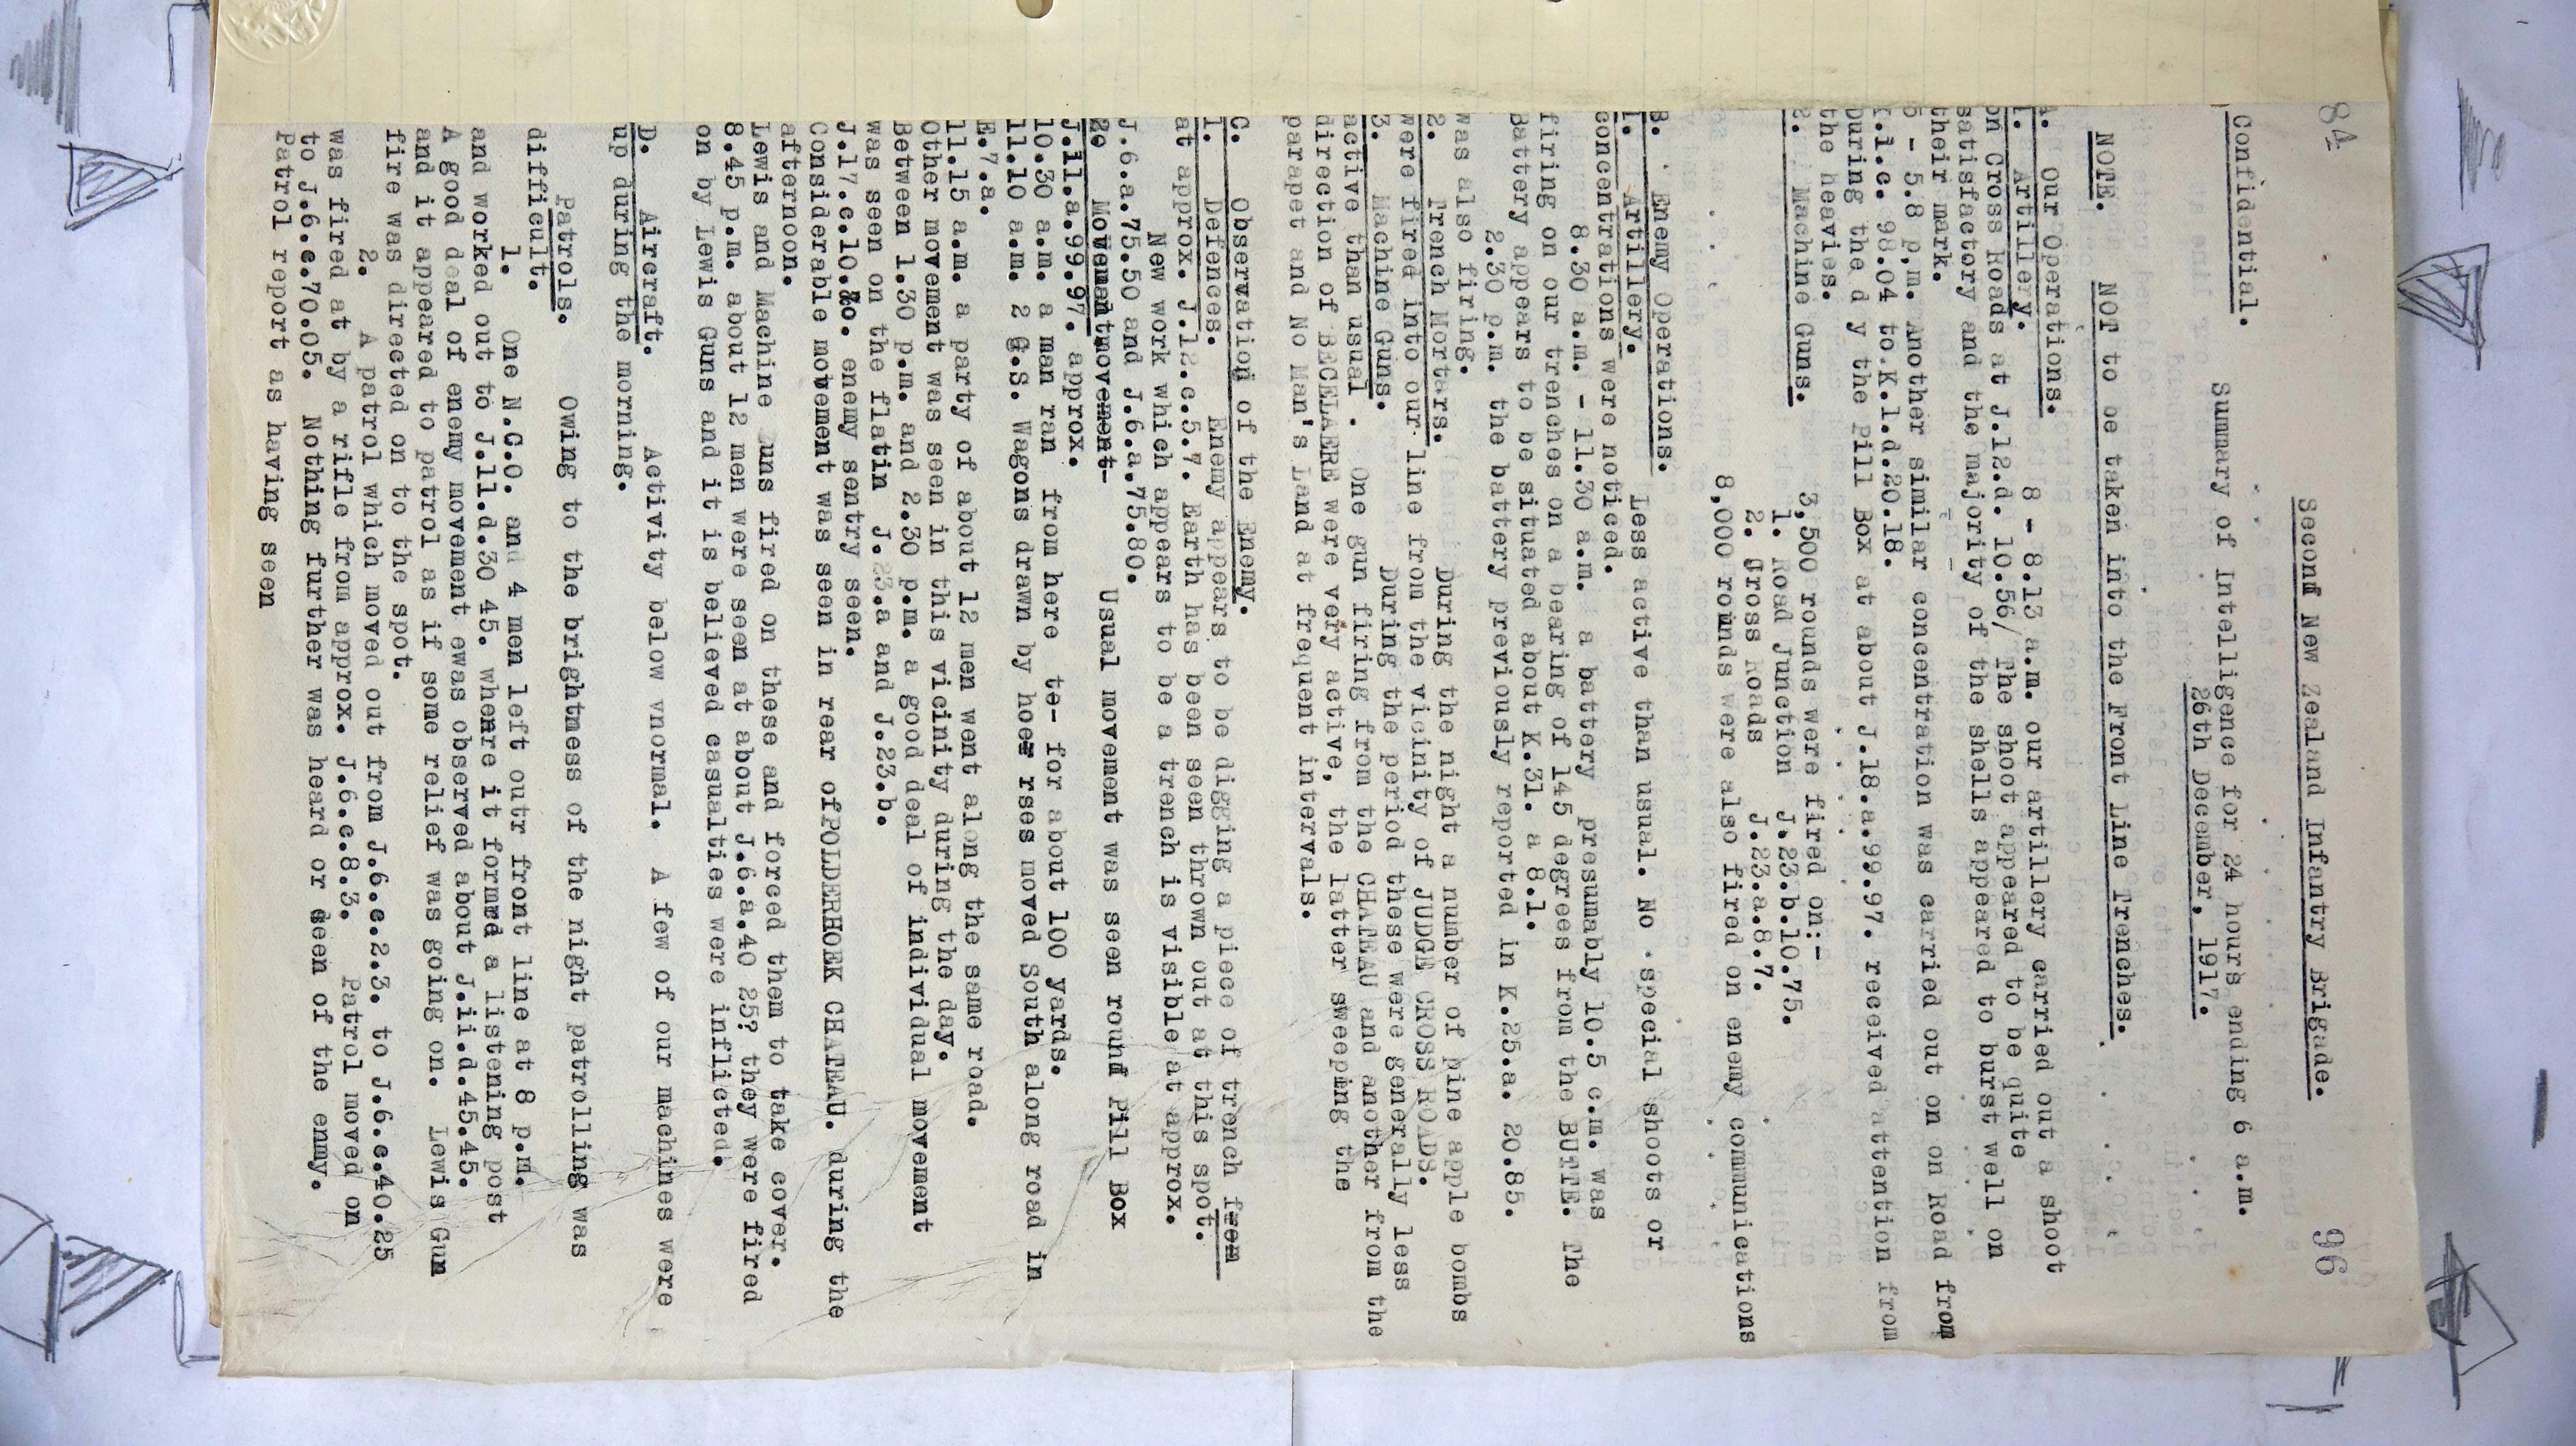 84
96
Second New Zealand Infantry Brigade.
Confidential.
Summary of Intelligence for 24 hours ending 6 a.m.
26th December, 1917.
NOTE. NOT to be taken into the Front Line Trenches.
A. Our Operations.
1. Artillery. 8 - 8.13 a.m. our artillery carried out a shoot
on Cross Roads at J.12.d. 10.56/ The shoot appeared to be quite
satisfactory and the majority of the shells appeared to burst well on
their mark.
5 - 5.8 p.m. Another similar concentration was carried out on on Road from
K.1.c. 98.04 to K.1.d.20.18.
During the d y the Pill Box at about J.18.a.99.97. received attention from
the heavies.
2. Machine Guns.
3,500 rounds were fired on:-
1. Road Junction J.23.b.10.75.
2. Cross Roads J.23.a.8.7.
8,000 rounds were also fired on enemy communications
B. Enemy Operations.
1. Artillery. Less active than usual. No special shoots or
concentrations were noticed.
8.30 a.m. - 11.30 a.m. a battery presumably 10.5 c.m. was
firing on our trenches on a bearing of 145 degrees from the BUTTE. The
Battery appears to be situated about K.31. a 8.1.
2.30 p.m. the battery previously reported in K.25.a. 20.85.
was also firing.
2. Trench Mortars. During the night a number of pine apple bombs
were fired into our line from the vicinity of JUDGE CROSS ROADS.
3. Machine Guns. During the period these were generally less
active than usual . One gun firing from the CHATEAU and another from the
direction of BECELAERE were very active, the latter sweeping the
parapet and No Man's Land at frequent intervals.
C. Observation of the Enemy.
1. Defences. Enemy appears to be digging a piece of trench from
at approx. J.12.c.5.7. Earth has been seen thrown out at this spot.
New work which appears to be a trench is visible at approx.
J.6.a.75.50 and J.6.a.75.80.
2. Movement movement Usual movement was seen round Pill Box
J.11.a.99.97. approx.
10.30 a.m. a man ran from here te- for about 100 yards.
11.10 a.m. 2 G.S. Wagons drawn by hoer rses moved South along road in
E.7.a.
11.15 a.m. a party of about 12 men went along the same road.
Other movement was seen in this vicinity during the day.
Between 1.30 p.m. and 2.30 p.m. a good deal of individual movement
was seen on the flatin J.23.a and J.23.b.
J.17.c.10.20. enemy sentry seen.
Considerable movement was seen in rear ofPOLDERHOEK CHATEAU. during the
afternoon.
Lewis and Machine Guns fired on these and forced them to take cover.
8.45 p.m. about 12 men were seen at about J.6.a.40 25? they were fired
on by Lewis Guns and it is believed casualties were inflicted.
D. Aircraft. Activity below vnormal. A few of our machines were
up during the morning.
Patrols. Owing to the brightness of the night patrolling was
difficult.
1. One N.C.O. and 4 men left outr front line at 8 p.m.
and worked out to J.11.d.30 45. whenre it formed a listening post
A good deal of enemy movement ewas observed about J.ii.d.45.45.
and it appeared to patrol as if some relief was going on. Lewis Gun
fire was directed on to the spot.
2. A patrol which moved out from J.6.c.2.3. to J.6.c.40.25
was fired at by a rifle from approx. J.6.c.8.3. Patrol moved on
to J.6.c.70.05. Nothing further was heard or seen of the enmy.
Patrol report as having seen